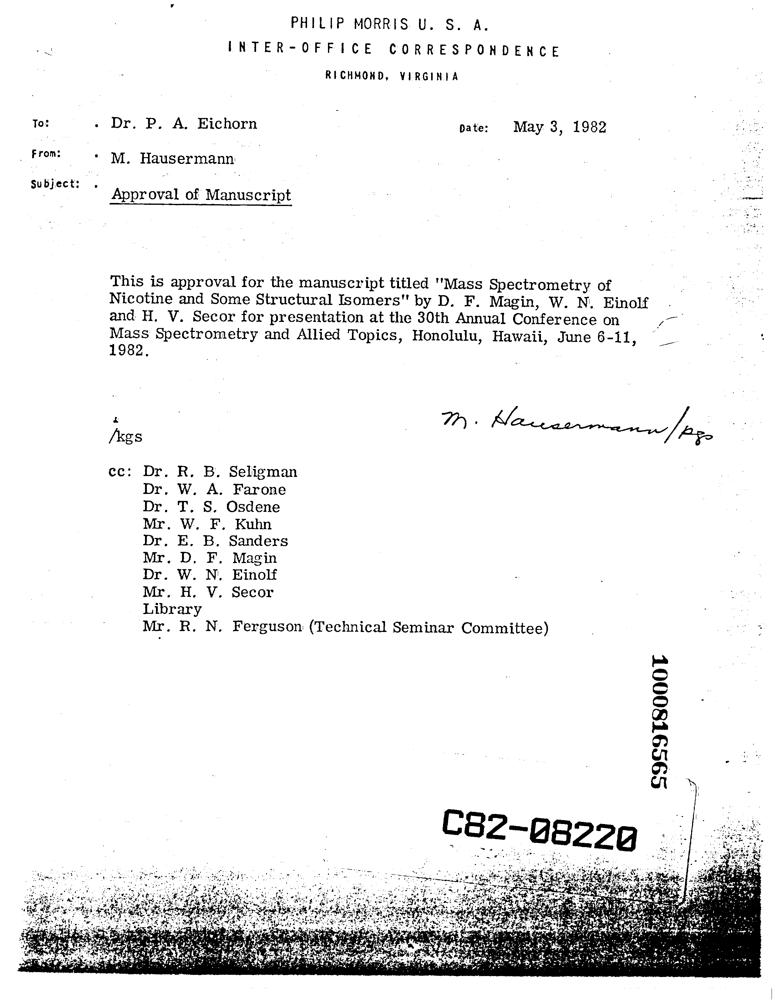 PHILIP MORRIS U. S. A.
INTER-OFFICE CORRESPONDENCE
RICHMOND, VIRGINIA
To: . Dr. P. A. Eichorn Date: May 3, 1982
From: . M. Hausermann
Subject: . Approval of Manuscript
This is approval for the manuscript titled "Mass Spectrometry of
Nicotine and Some Structural Isomers" by D. F. Magin, W. N. Einolf
and H. V. Secor for presentation at the 30th Annual Conference on
Mass Spectrometry and Allied Topics, Honolulu, Hawaii, June 6-11,
1982.
M. Hausermann/kgs
/kgs
cc: Dr. R. B. Seligman
Dr. W. A. Farone
Dr. T. S. Osdene
Mr. W. F. Kuhn
Dr. E. B. Sanders
Mr. D. F. Magin
Dr. W. N. Einolf
Mr. H. V. Secor
Library
Mr. R. N. Ferguson (Technical Seminar Committee)
1000816565
C82-08220